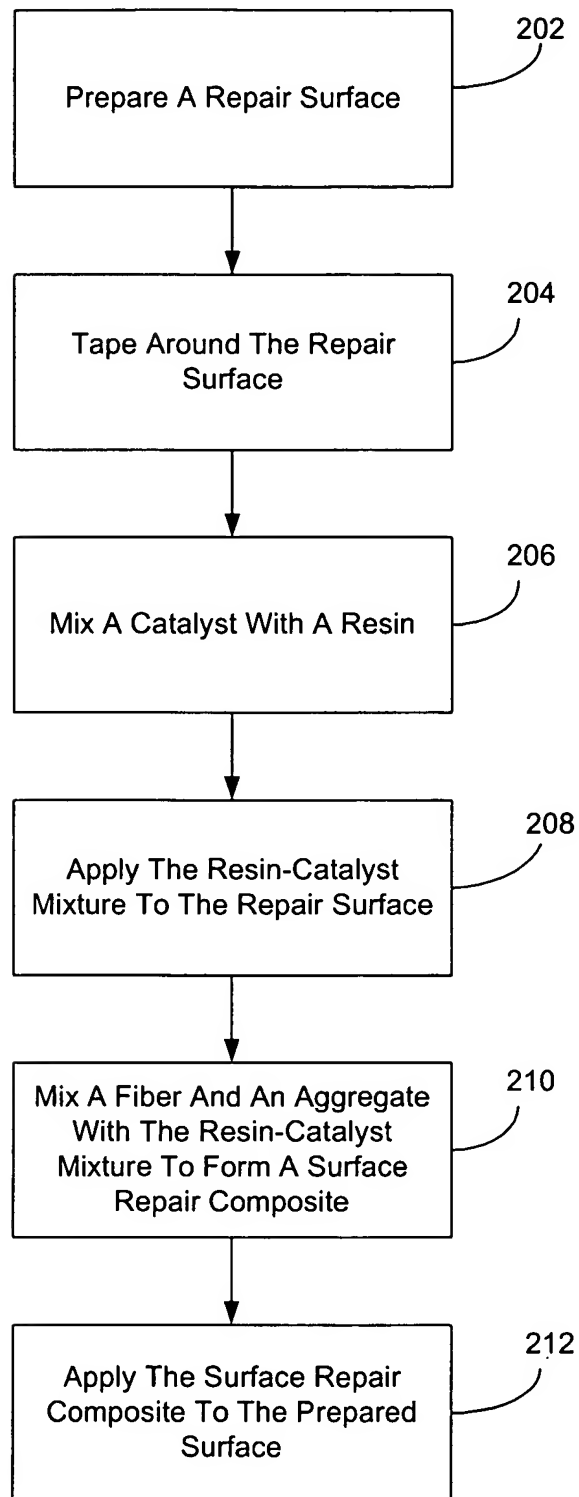 202
Prepare A Repair Surface
204
Tape Around The Repair
Surface
206
Mix A Catalyst With A Resin
208
Apply The Resin-Catalyst
Mixture To The Repair Surface
210
Mix A Fiber And An Aggregate
With The Resin-Catalyst
Mixture To Form A Surface
Repair Composite
212
Apply The Surface Repair
Composite To The Prepared
Surface